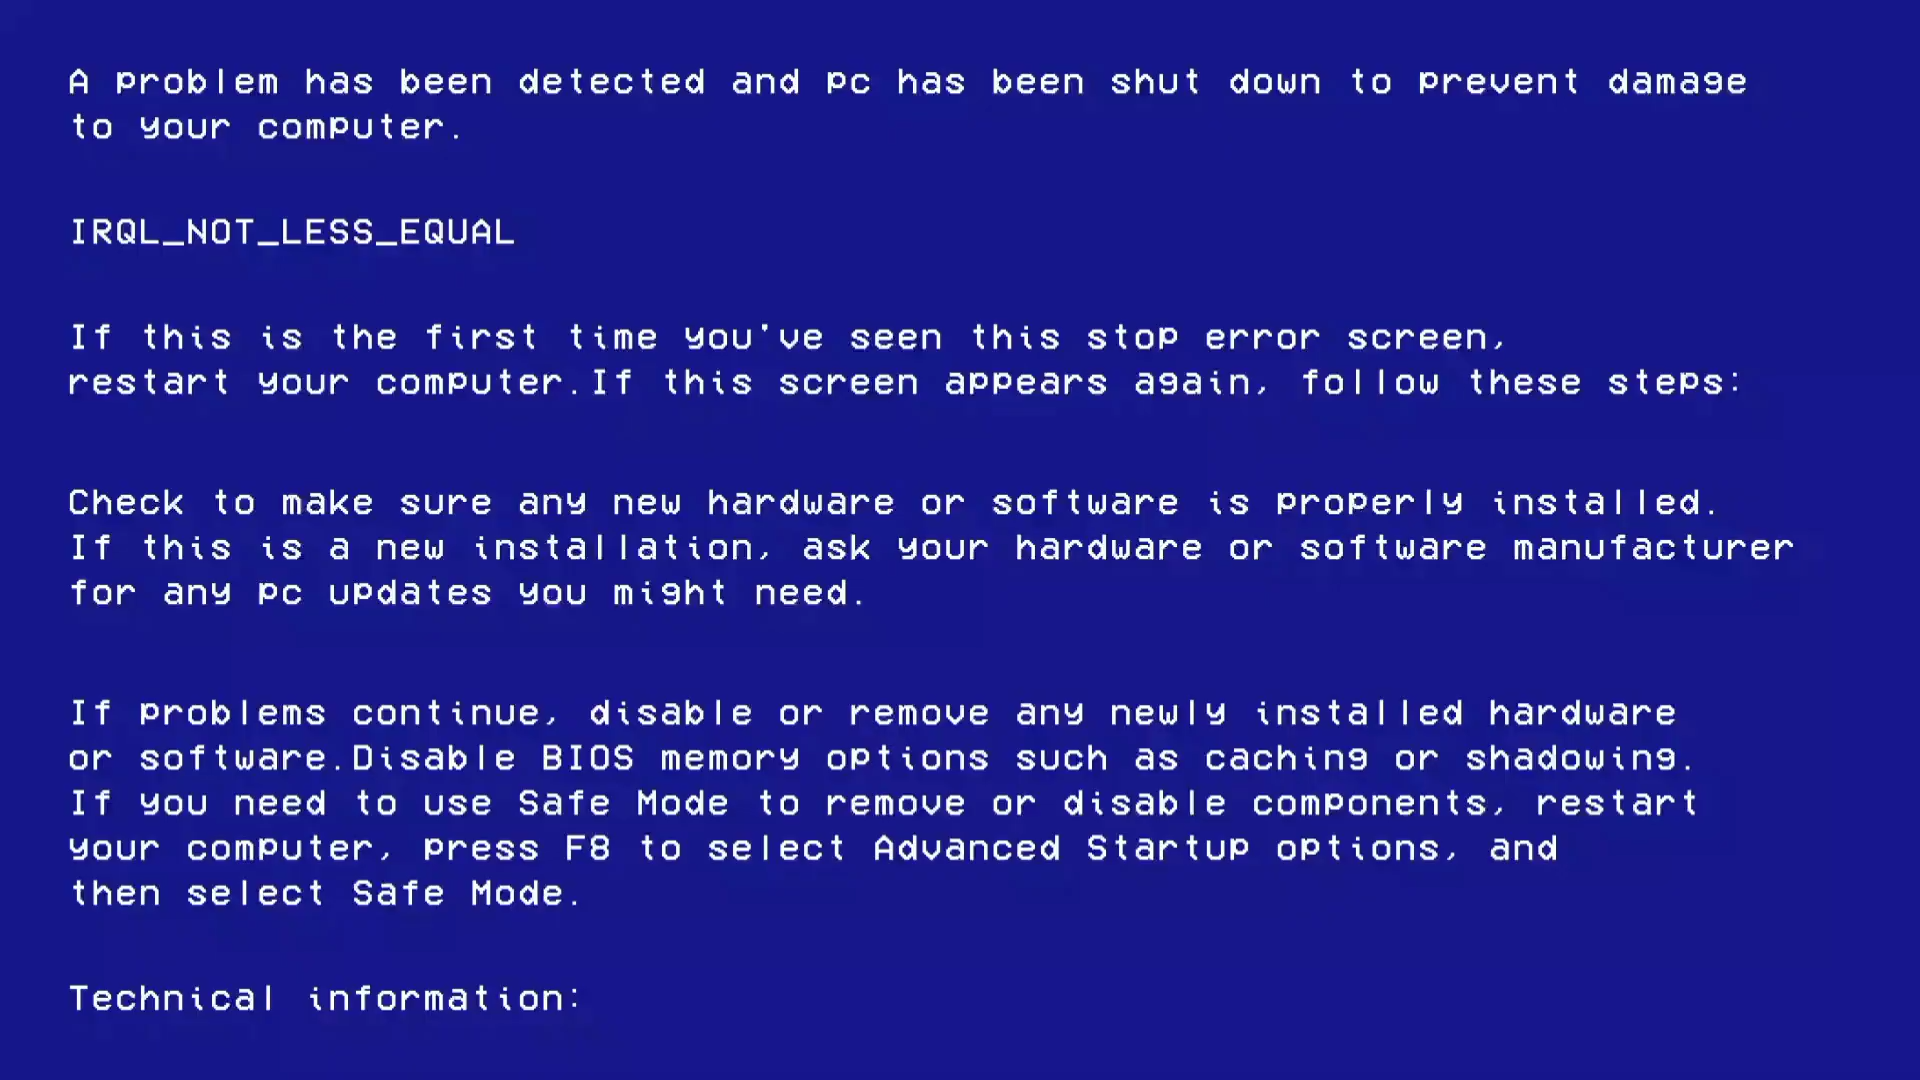 A problem has been detected and pc has been shut down to prevent damage
to your computer.
IRQL_NOT_LESS_EQUAL
If this is the first time you've seen this stop error screen,
restart your computer.If this screen appears again, follow these steps:
Check to make sure any new hardware or software is properly installed.
If this is a new installation, ask your hardware or software manufacturer
for any pc updates you might need.
If problems continue, disable or remove any newly installed hardware
or software.Disable BIOS memory options such as caching or shadowing.
If you need to use Safe Mode to remove or disable components, restart
your computer, press F8 to select Advanced Startup options, and
then select Safe Mode.
Technical information: